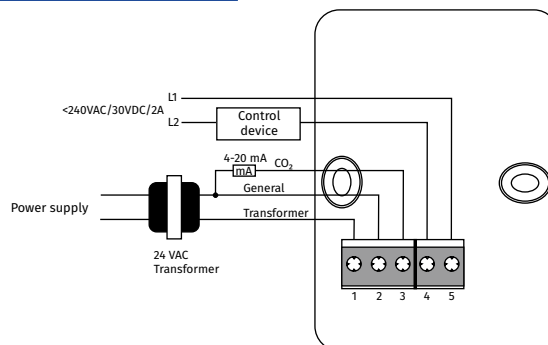 L1
<240VAC/30VDC/2A
L2
Control
device
4-20 mA
mA
CO₂
General
Transformer
Power supply
24 VAC
Transformer
1 2 3 4 5